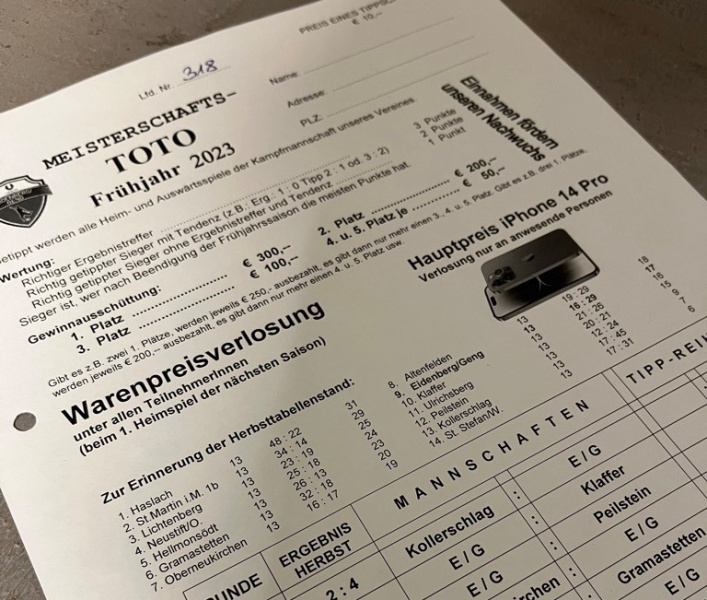 PREIS EINES TIPPSC
€ 10,–
Lfd. Nr. 318
Name:
Adresse:
PLZ:
MEISTERSCHAFTS-
TOTO
Frühjahr 2023
Einnahmen fördern
unseren Nachwuchs
etippt werden alle Heim- und Auswärtsspiele der Kampfmannschaft unseres Vereines
Wertung:
Richtiger Ergebnistreffer 3 Punkte
Richtig getippter Sieger mit Tendenz (z.B.: Erg.: 1 : 0 Tipp 2 : 1 od. 3 : 2) 2 Punkte
Richtig getippter Sieger ohne Ergebnistreffer und Tendenz 1 Punkt
Sieger ist, wer nach Beendigung der Frühjahrssaison die meisten Punkte hat.
Gewinnausschüttung:
1. Platz € 300,–
2. Platz € 200,–
3. Platz € 100,–
4. u. 5. Platz je € 50,–
Gibt es z.B. zwei 1. Plätze, werden jeweils € 250,- ausbezahlt, es gibt dann nur mehr einen 3., 4. u. 5. Platz. Gibt es z.B. drei 1. Plätze,
werden jeweils € 200,- ausbezahlt, es gibt dann nur mehr einen 4. u. 5. Platz usw.
Hauptpreis iPhone 14 Pro
Verlosung nur an anwesende Personen
Warenpreisverlosung
unter allen TeilnehmerInnen
(beim 1. Heimspiel der nächsten Saison)
Zur Erinnerung der Herbsttabellenstand:
1. Haslach 13 48 : 22 31
2. St.Martin i.M. 1b 13 34 : 14 29
3. Lichtenberg 13 23 : 19 25
4. Neustift/O. 13 25 : 18 24
5. Hellmonsödt 13 26 : 13 23
6. Gramastetten 13 32 : 18 20
7. Oberneukirchen 13 16 : 17 19
8. Altenfelden 13 19 : 29 18
9. Eidenberg/Geng 13 16 : 29 17
10. Klaffer 13 21 : 26 18
11. Ulrichsberg 13 20 : 21 15
12. Peilstein 13 12 : 24 9
13. Kollerschlag 13 17 : 45 7
14. St. StefanW. 13 17 : 31 6
UNDE
ERGEBNIS
HERBST
MANNSCHAFTEN
TIPP-REIH
2 : 4
Kollerschlag : E / G
E / G : Klaffer
E / G : Peilstein
kirchen : E / G
Gramastetten